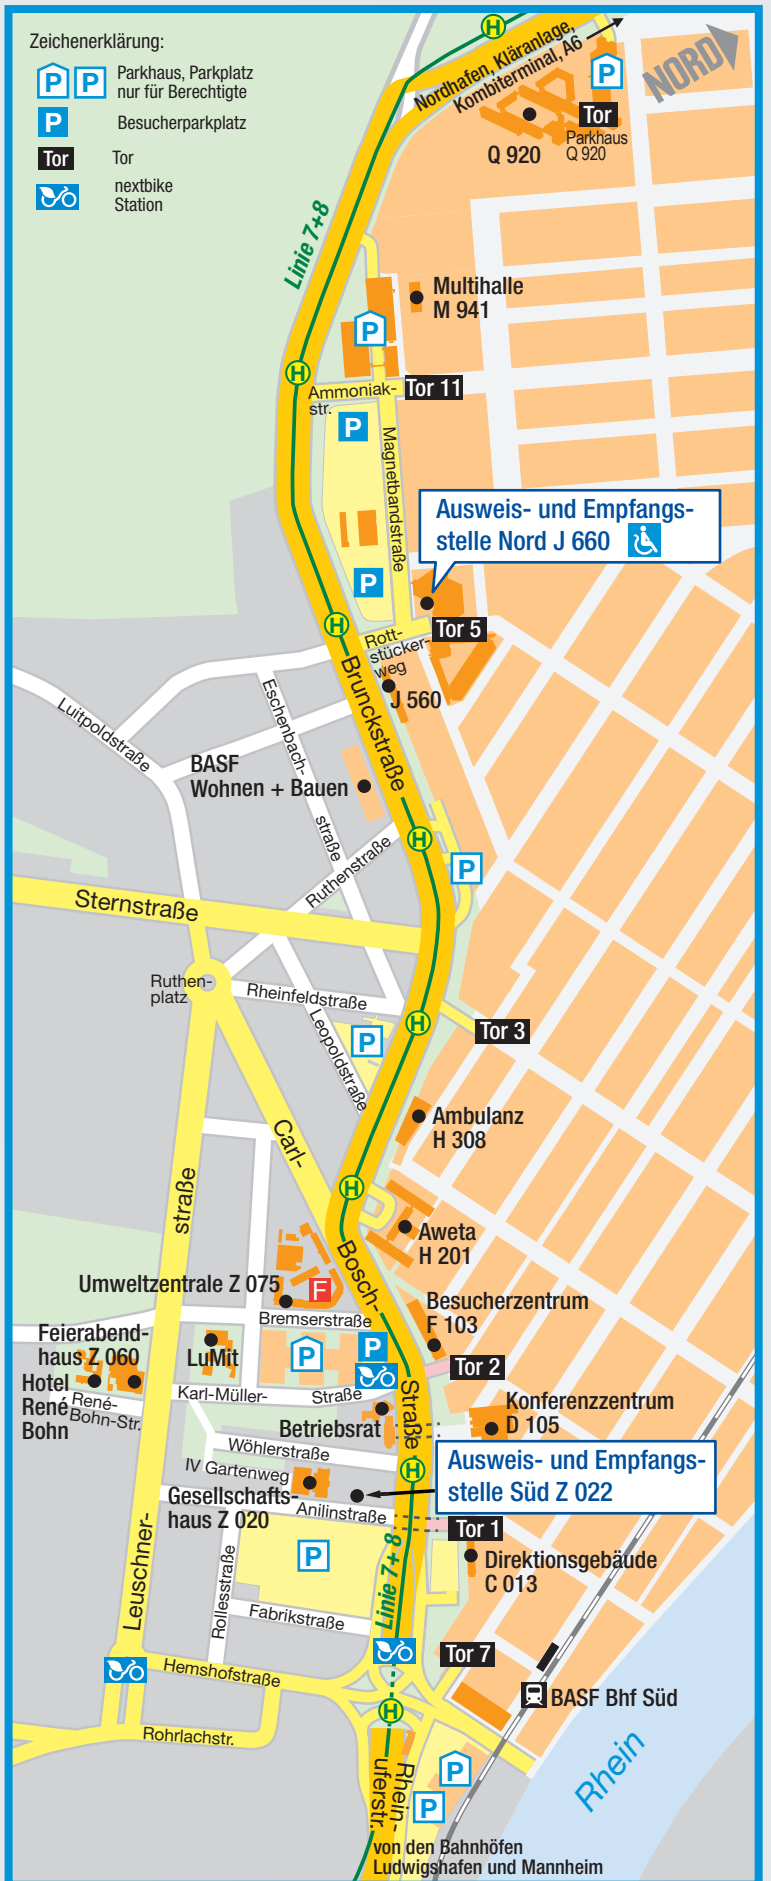 Zeichenerklärung:
P P Parkhaus, Parkplatz
nur für Berechtigte
P Besucherparkplatz
Tor Tor
nextbike
Station
H
Nordhafen, Kläranlage,
Kombiterminal, A6
NORD
P
Tor
Parkhaus
Q 920
Q 920
Linie 7+8
Multihalle
M 941
P
H
Ammoniak-
str.
Tor 11
P
Magnetbandstraße
Ausweis- und Empfangs-
stelle Nord J 660
P
H
Tor 5
Rott-
stücker-
weg
J 560
Brunckstraße
Luitpoldstraße
Eschenbach-
straße
BASF
Wohnen + Bauen
H
Ruthenstraße
P
Sternstraße
Ruthen-
platz
Rheinfeldstraße
Leopoldstraße
P
H
Tor 3
Ambulanz
H 308
Carl-
straße
H
Aweta
H 201
Bosch-
Umweltzentrale Z 075
F
Bremserstraße
Besucherzentrum
F 103
Feierabend-
haus Z 060
LuMit
P
P
Tor 2
Hotel
René
Bohn
René-
Bohn-Str.
Karl-Müller-
Straße
Straße
Konferenzzentrum
D 105
Betriebsrat
Wöhlerstraße
H
IV Gartenweg
Ausweis- und Empfangs-
stelle Süd Z 022
Gesellschafts-
haus Z 020
Anilinstraße
Tor 1
Leuschner-
P
Linie 7+8
Direktionsgebäude
C 013
Rollesstraße
Fabrikstraße
Tor 7
Hemshofstraße
BASF Bhf Süd
H
Rohrlachstr.
Rhein
Rhein-
uferstr.
P
P
von den Bahnhöfen
Ludwigshafen und Mannheim